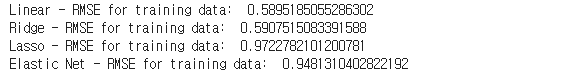 Linear - RMSE for training data:  0.5895185055286302
Ridge - RMSE for training data:  0.5907515083391588
Lasso - RMSE for training data:  0.9722782101200781
Elastic Net - RMSE for training data:  0.9481310402822192